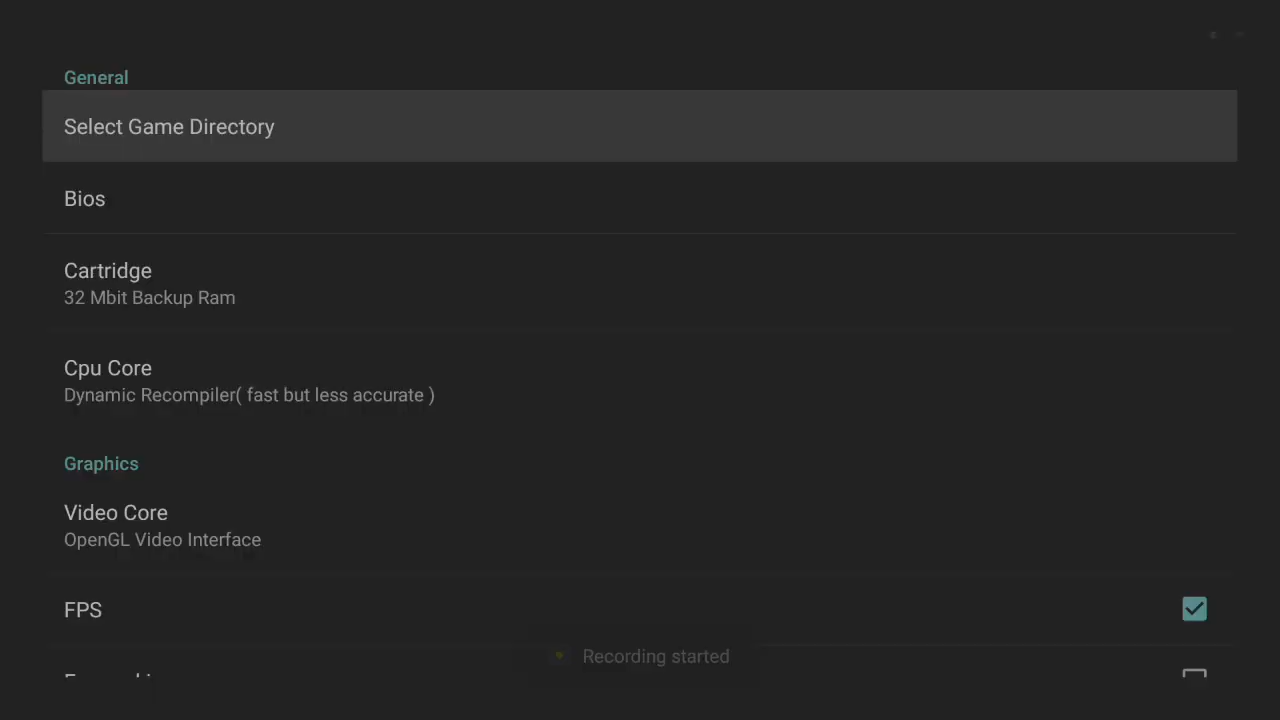 General
Select Game Directory
Bios
Cartridge
32 Mbit Backup Ram
Cpu Core
Dynamic Recompiler( fast but less accurate )
Graphics
Video Core
OpenGL Video Interface
FPS
Recording started